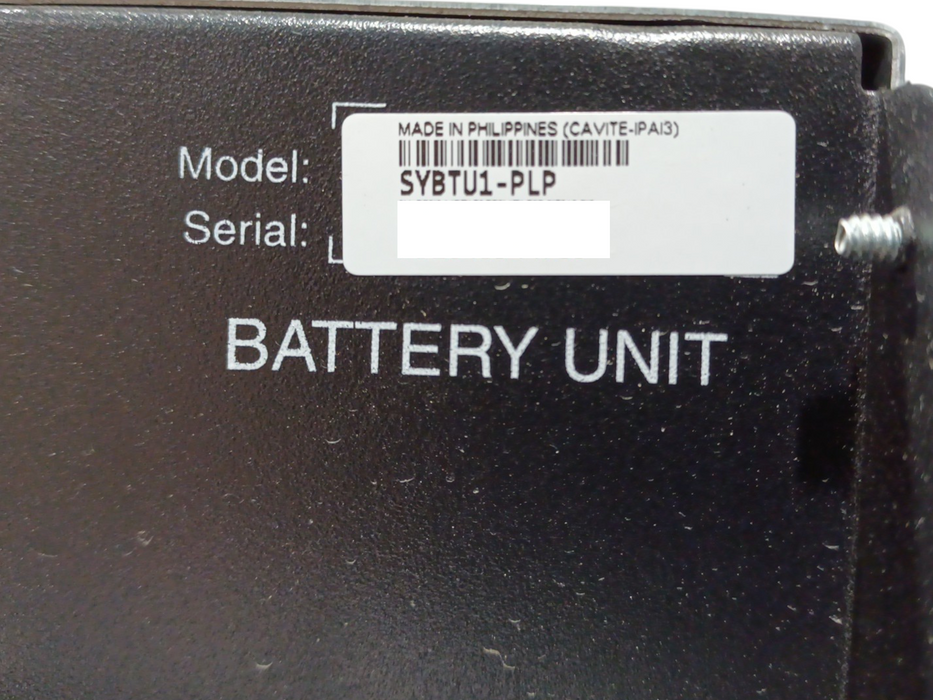 MADE IN PHILIPPINES (CAVITE-IPAI3)
Model: SYBTU1-PLP
Serial:
BATTERY UNIT